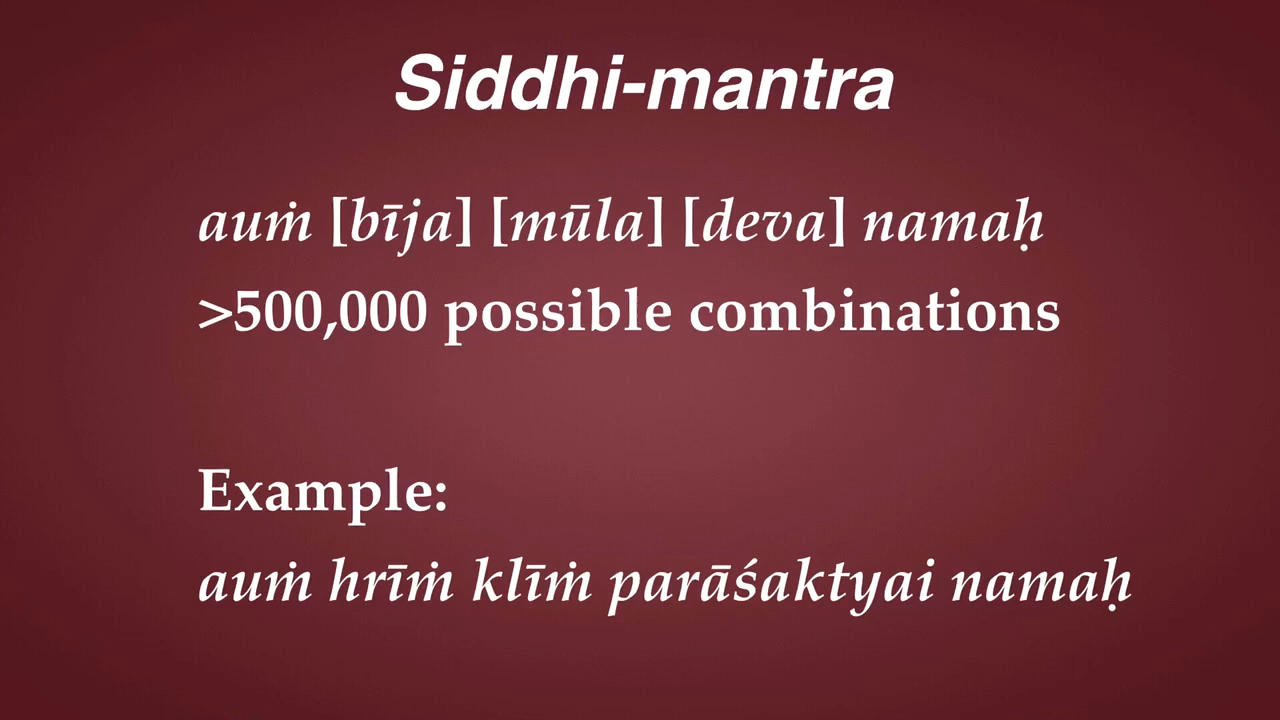 Siddhi-mantra
auṁ [bīja] [mūla] [deva] namaḥ
>500,000 possible combinations
Example:
auṁ hrīṁ klīṁ parāśaktyai namaḥ